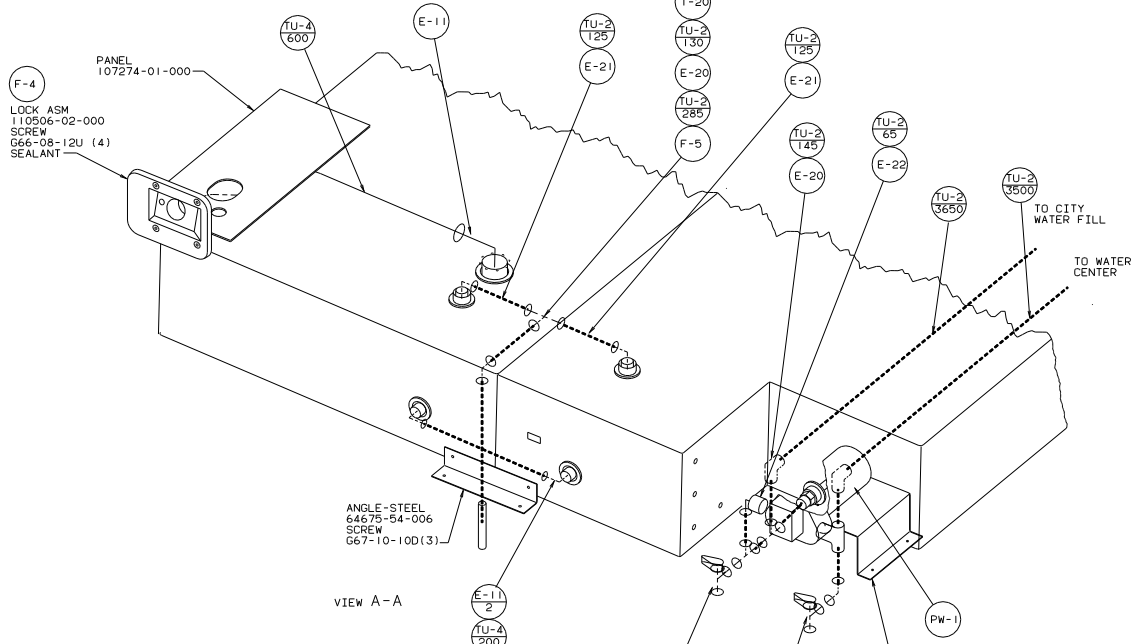 E-20
TU-2
130
E-20
TU-2
285
F-5
E-11
TU-4
600
TU-2
125
E-21
TU-2
125
E-21
PANEL
107274-01-000
F-4
LOCK ASM
110506-02-000
SCREW
G66-08-12U (4)
SEALANT
TU-2
145
E-20
TU-2
65
E-22
TU-2
3650
TU-2
3500
TO CITY
WATER FILL
TO WATER
CENTER
ANGLE-STEEL
64675-54-006
SCREW
G67-10-10D(3)
VIEW A-A
E-11
2
TU-4
200
PW-1